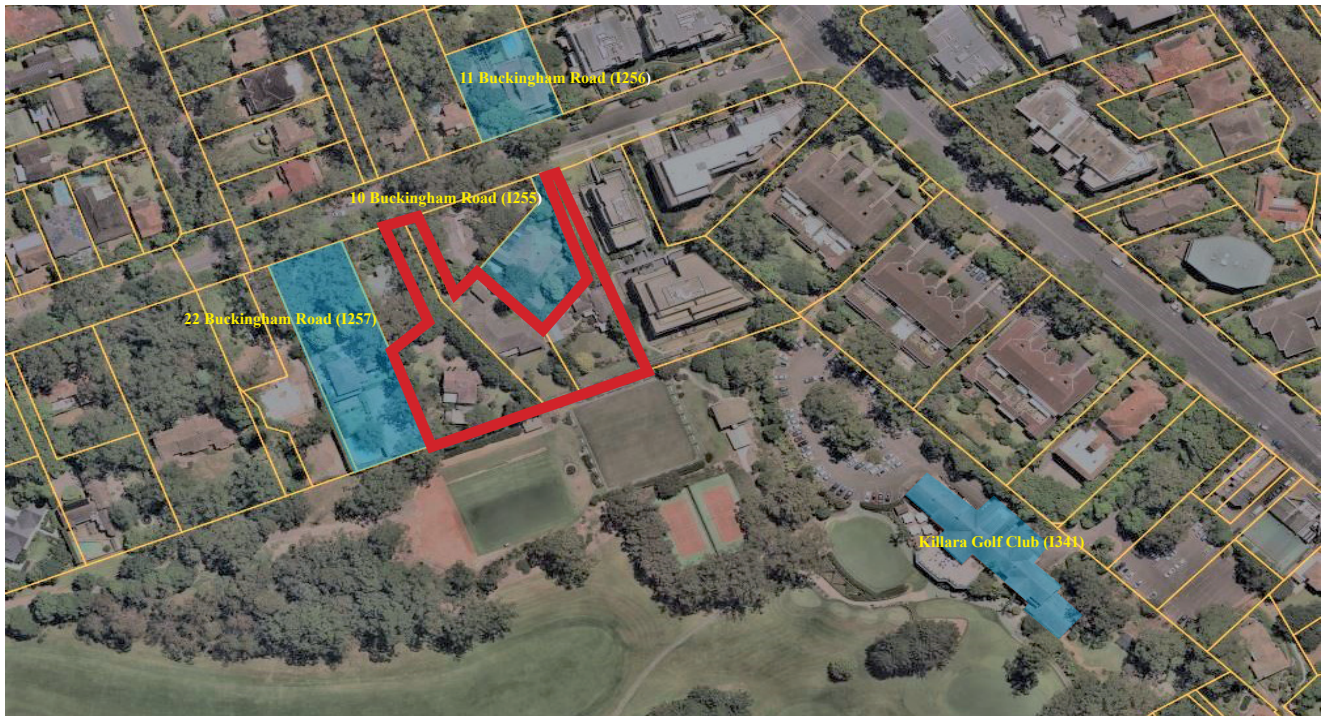 11 Buckingham Road (I256)
10 Buckingham Road (I255)
22 Buckingham Road (I257)
Killara Golf Club (I341)